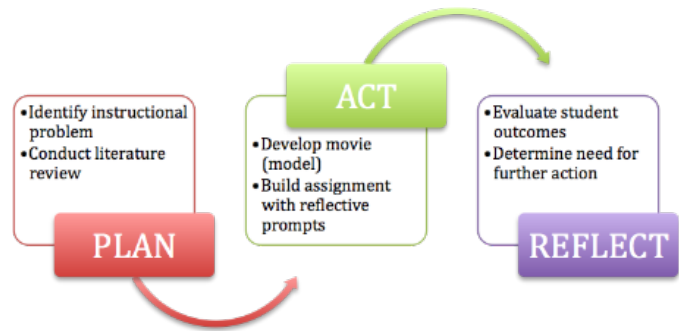 •Identify instructional
problem
•Conduct literature
review
PLAN
ACT
•Develop movie
(model)
•Build assignment
with reflective
prompts
•Evaluate student
outcomes
•Determine need for
further action
REFLECT